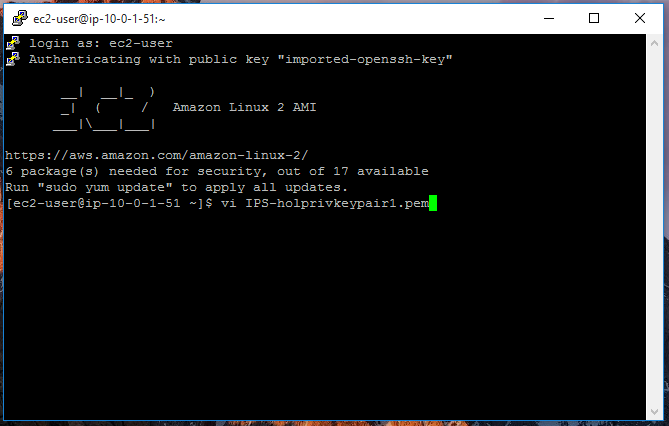 ec2-user@ip-10-0-1-51:~
login as: ec2-user
Authenticating with public key "imported-openssh-key"
       __|  __|_  )
       _|  (     /   Amazon Linux 2 AMI
      ___|\___|___|
https://aws.amazon.com/amazon-linux-2/
6 package(s) needed for security, out of 17 available
Run "sudo yum update" to apply all updates.
[ec2-user@ip-10-0-1-51 ~]$ vi IPS-holprivkeypair1.pem